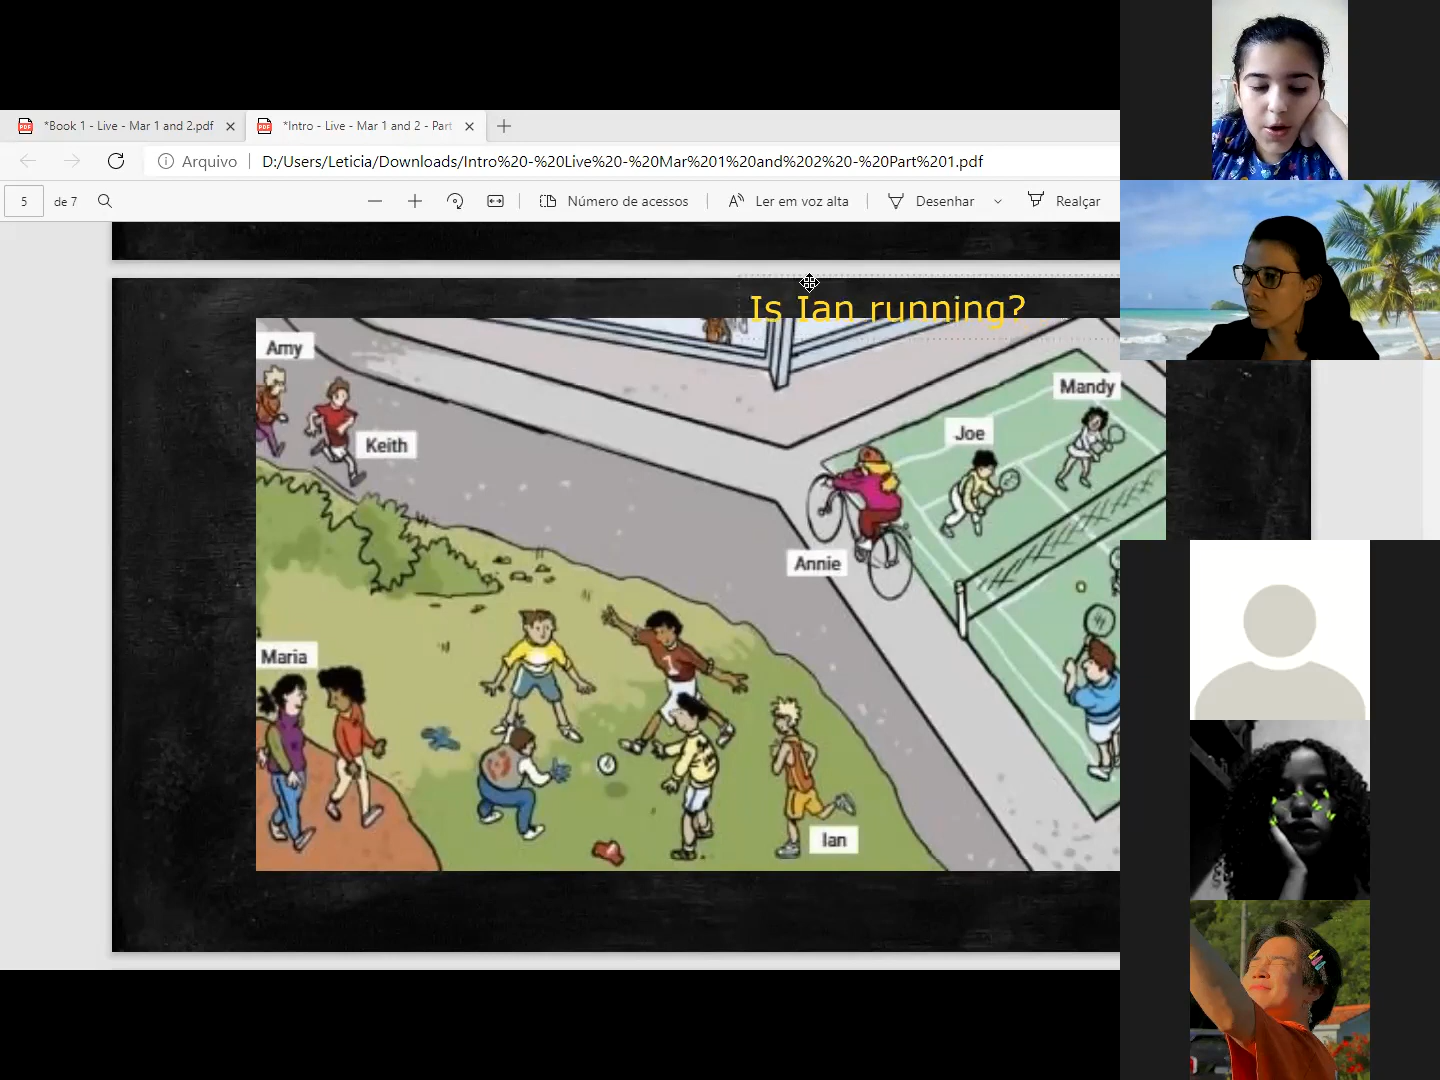 *Book 1 - Live - Mar 1 and 2.pdf
*Intro - Live - Mar 1 and 2 - Part
Arquivo
D:/Users/Leticia/Downloads/Intro%20-%20Live%20-%20Mar%201%20and%202%20-%20Part%201.pdf
5 de 7
Número de acessos
Ler em voz alta
Desenhar
Realçar
Is Ian running?
Amy
Keith
Mandy
Joe
Annie
Maria
Ian